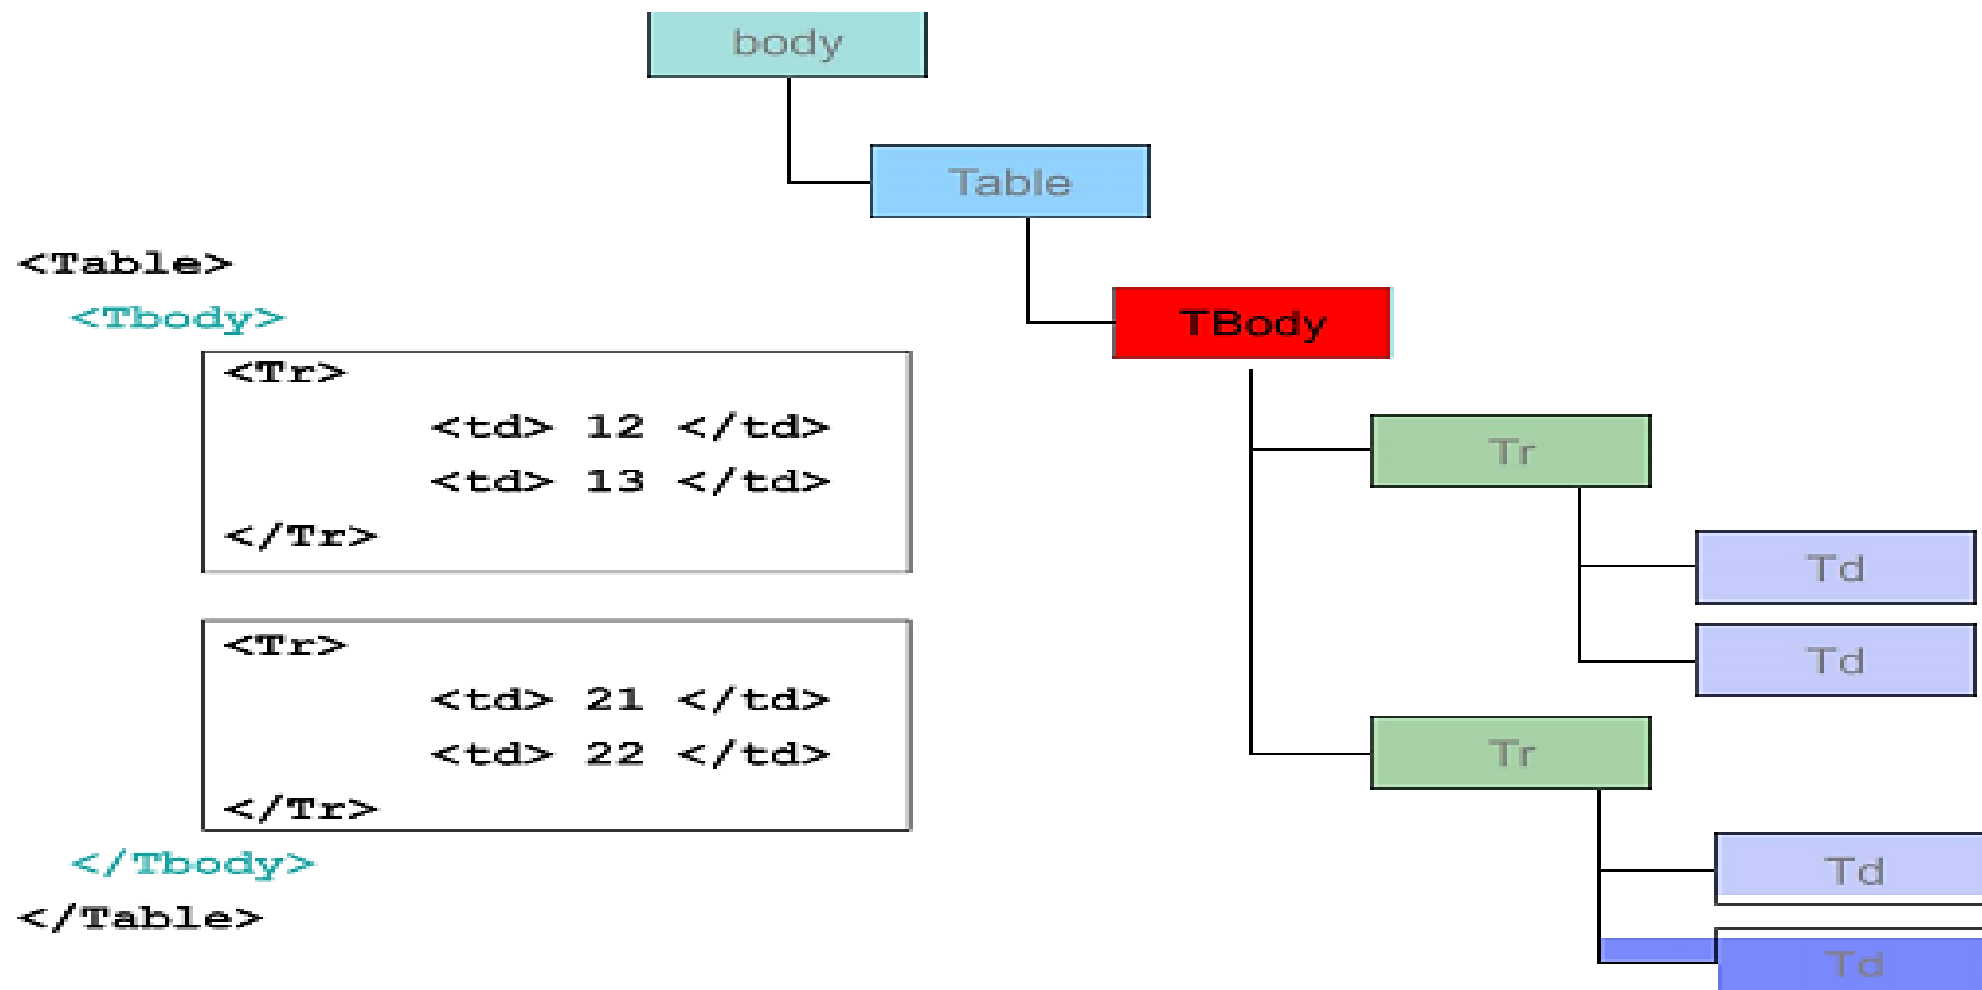 body
Table
TBody
Tr
Td
Td
Tr
Td
Td
<Table>
<Tbody>
<Tr>
<td> 12 </td>
<td> 13 </td>
</Tr>
<Tr>
<td> 21 </td>
<td> 22 </td>
</Tr>
</Tbody>
</Table>